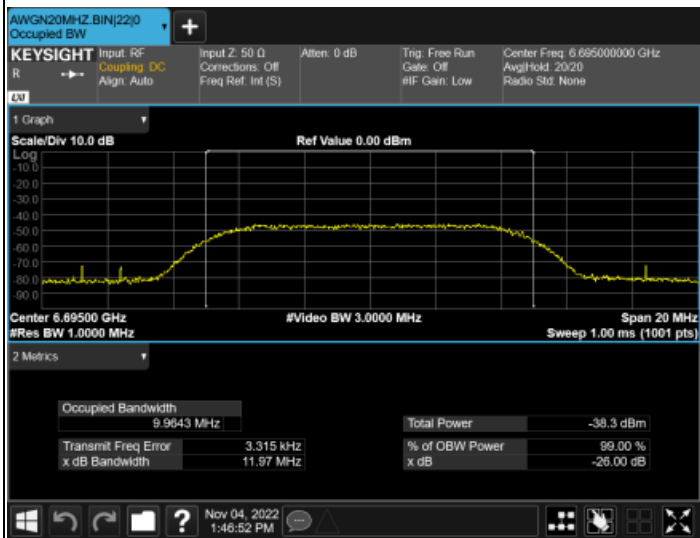 AWGN20MHZ.BIN|22|0
Occupied BW
KEYSIGHT Input: RF Input Z: 50 Ω Atten: 0 dB Trig: Free Run Center Freq: 6.695000000 GHz
R Coupling: DC Corrections: Off Gate: Off Avg|Hold: 20/20
Align: Auto Freq Ref: Int (S) #IF Gain: Low Radio Std: None
LXI
1 Graph
Scale/Div 10.0 dB Ref Value 0.00 dBm
Log
-10.0
-20.0
-30.0
-40.0
-50.0
-60.0
-70.0
-80.0
-90.0
Center 6.69500 GHz #Video BW 3.0000 MHz Span 20 MHz
#Res BW 1.0000 MHz Sweep 1.00 ms (1001 pts)
2 Metrics
Occupied Bandwidth
9.9643 MHz Total Power -38.3 dBm
Transmit Freq Error 3.315 kHz % of OBW Power 99.00 %
x dB Bandwidth 11.97 MHz x dB -26.00 dB
Nov 04, 2022
1:46:52 PM